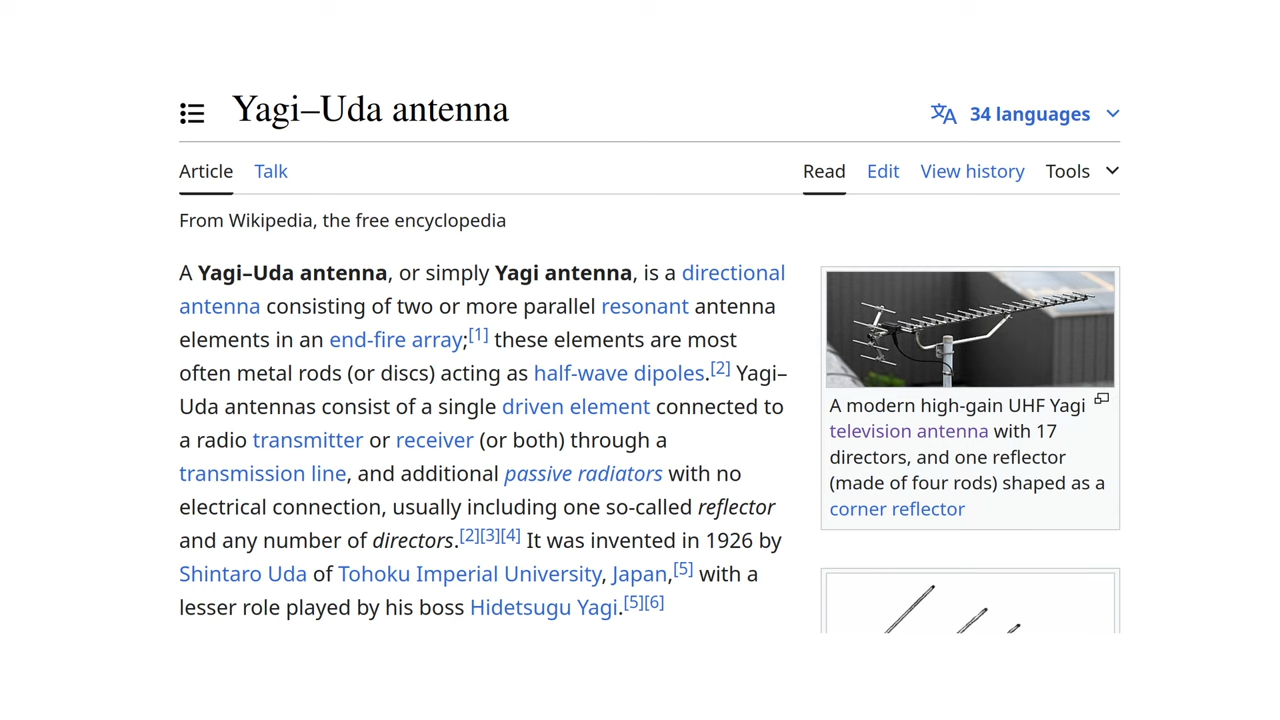 Yagi–Uda antenna
34 languages
Article Talk
Read Edit View history Tools
From Wikipedia, the free encyclopedia
A Yagi–Uda antenna, or simply Yagi antenna, is a directional
antenna consisting of two or more parallel resonant antenna
elements in an end-fire array;[1] these elements are most
often metal rods (or discs) acting as half-wave dipoles.[2] Yagi–
Uda antennas consist of a single driven element connected to
a radio transmitter or receiver (or both) through a
transmission line, and additional passive radiators with no
electrical connection, usually including one so-called reflector
and any number of directors.[2][3][4] It was invented in 1926 by
Shintaro Uda of Tohoku Imperial University, Japan,[5] with a
lesser role played by his boss Hidetsugu Yagi.[5][6]
A modern high-gain UHF Yagi
television antenna with 17
directors, and one reflector
(made of four rods) shaped as a
corner reflector